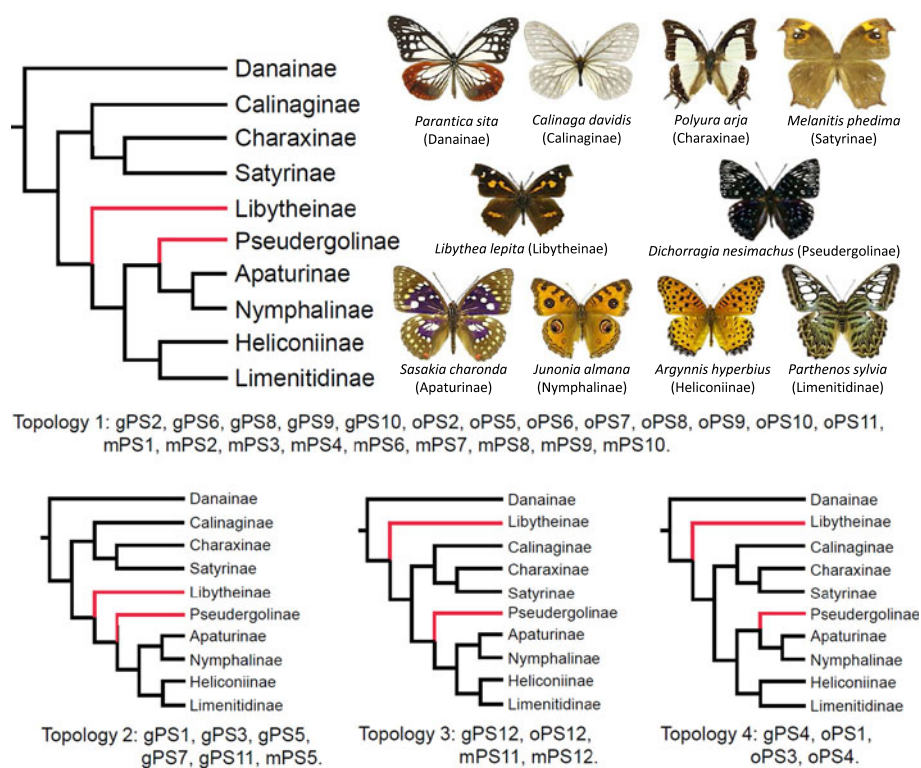 Danainae
Calinaginae
Charaxinae
Satyrinae
Libytheinae
Pseudergolinae
Apaturinae
Nymphalinae
Heliconiinae
Limenitidinae
Parantica sita
(Danainae)
Calinaga davidis
(Calinaginae)
Polyura arja
(Charaxinae)
Melanitis phedima
(Satyrinae)
Libythea lepita (Libytheinae)
Dichorragia nesimachus (Pseudergolinae)
Sasakia charonda
(Apaturinae)
Junonia almana
(Nymphalinae)
Argynnis hyperbius
(Heliconiinae)
Parthenos sylvia
(Limenitidinae)
Topology 1: gPS2, gPS6, gPS8, gPS9, gPS10, oPS2, oPS5, oPS6, oPS7, oPS8, oPS9, oPS10, oPS11,
mPS1, mPS2, mPS3, mPS4, mPS6, mPS7, mPS8, mPS9, mPS10.
Danainae
Calinaginae
Charaxinae
Satyrinae
Libytheinae
Pseudergolinae
Apaturinae
Nymphalinae
Heliconiinae
Limenitidinae
Topology 2: gPS1, gPS3, gPS5,
gPS7, gPS11, mPS5.
Danainae
Libytheinae
Calinaginae
Charaxinae
Satyrinae
Pseudergolinae
Apaturinae
Nymphalinae
Heliconiinae
Limenitidinae
Topology 3: gPS12, oPS12,
mPS11, mPS12.
Danainae
Libytheinae
Calinaginae
Charaxinae
Satyrinae
Pseudergolinae
Apaturinae
Nymphalinae
Heliconiinae
Limenitidinae
Topology 4: gPS4, oPS1,
oPS3, oPS4.